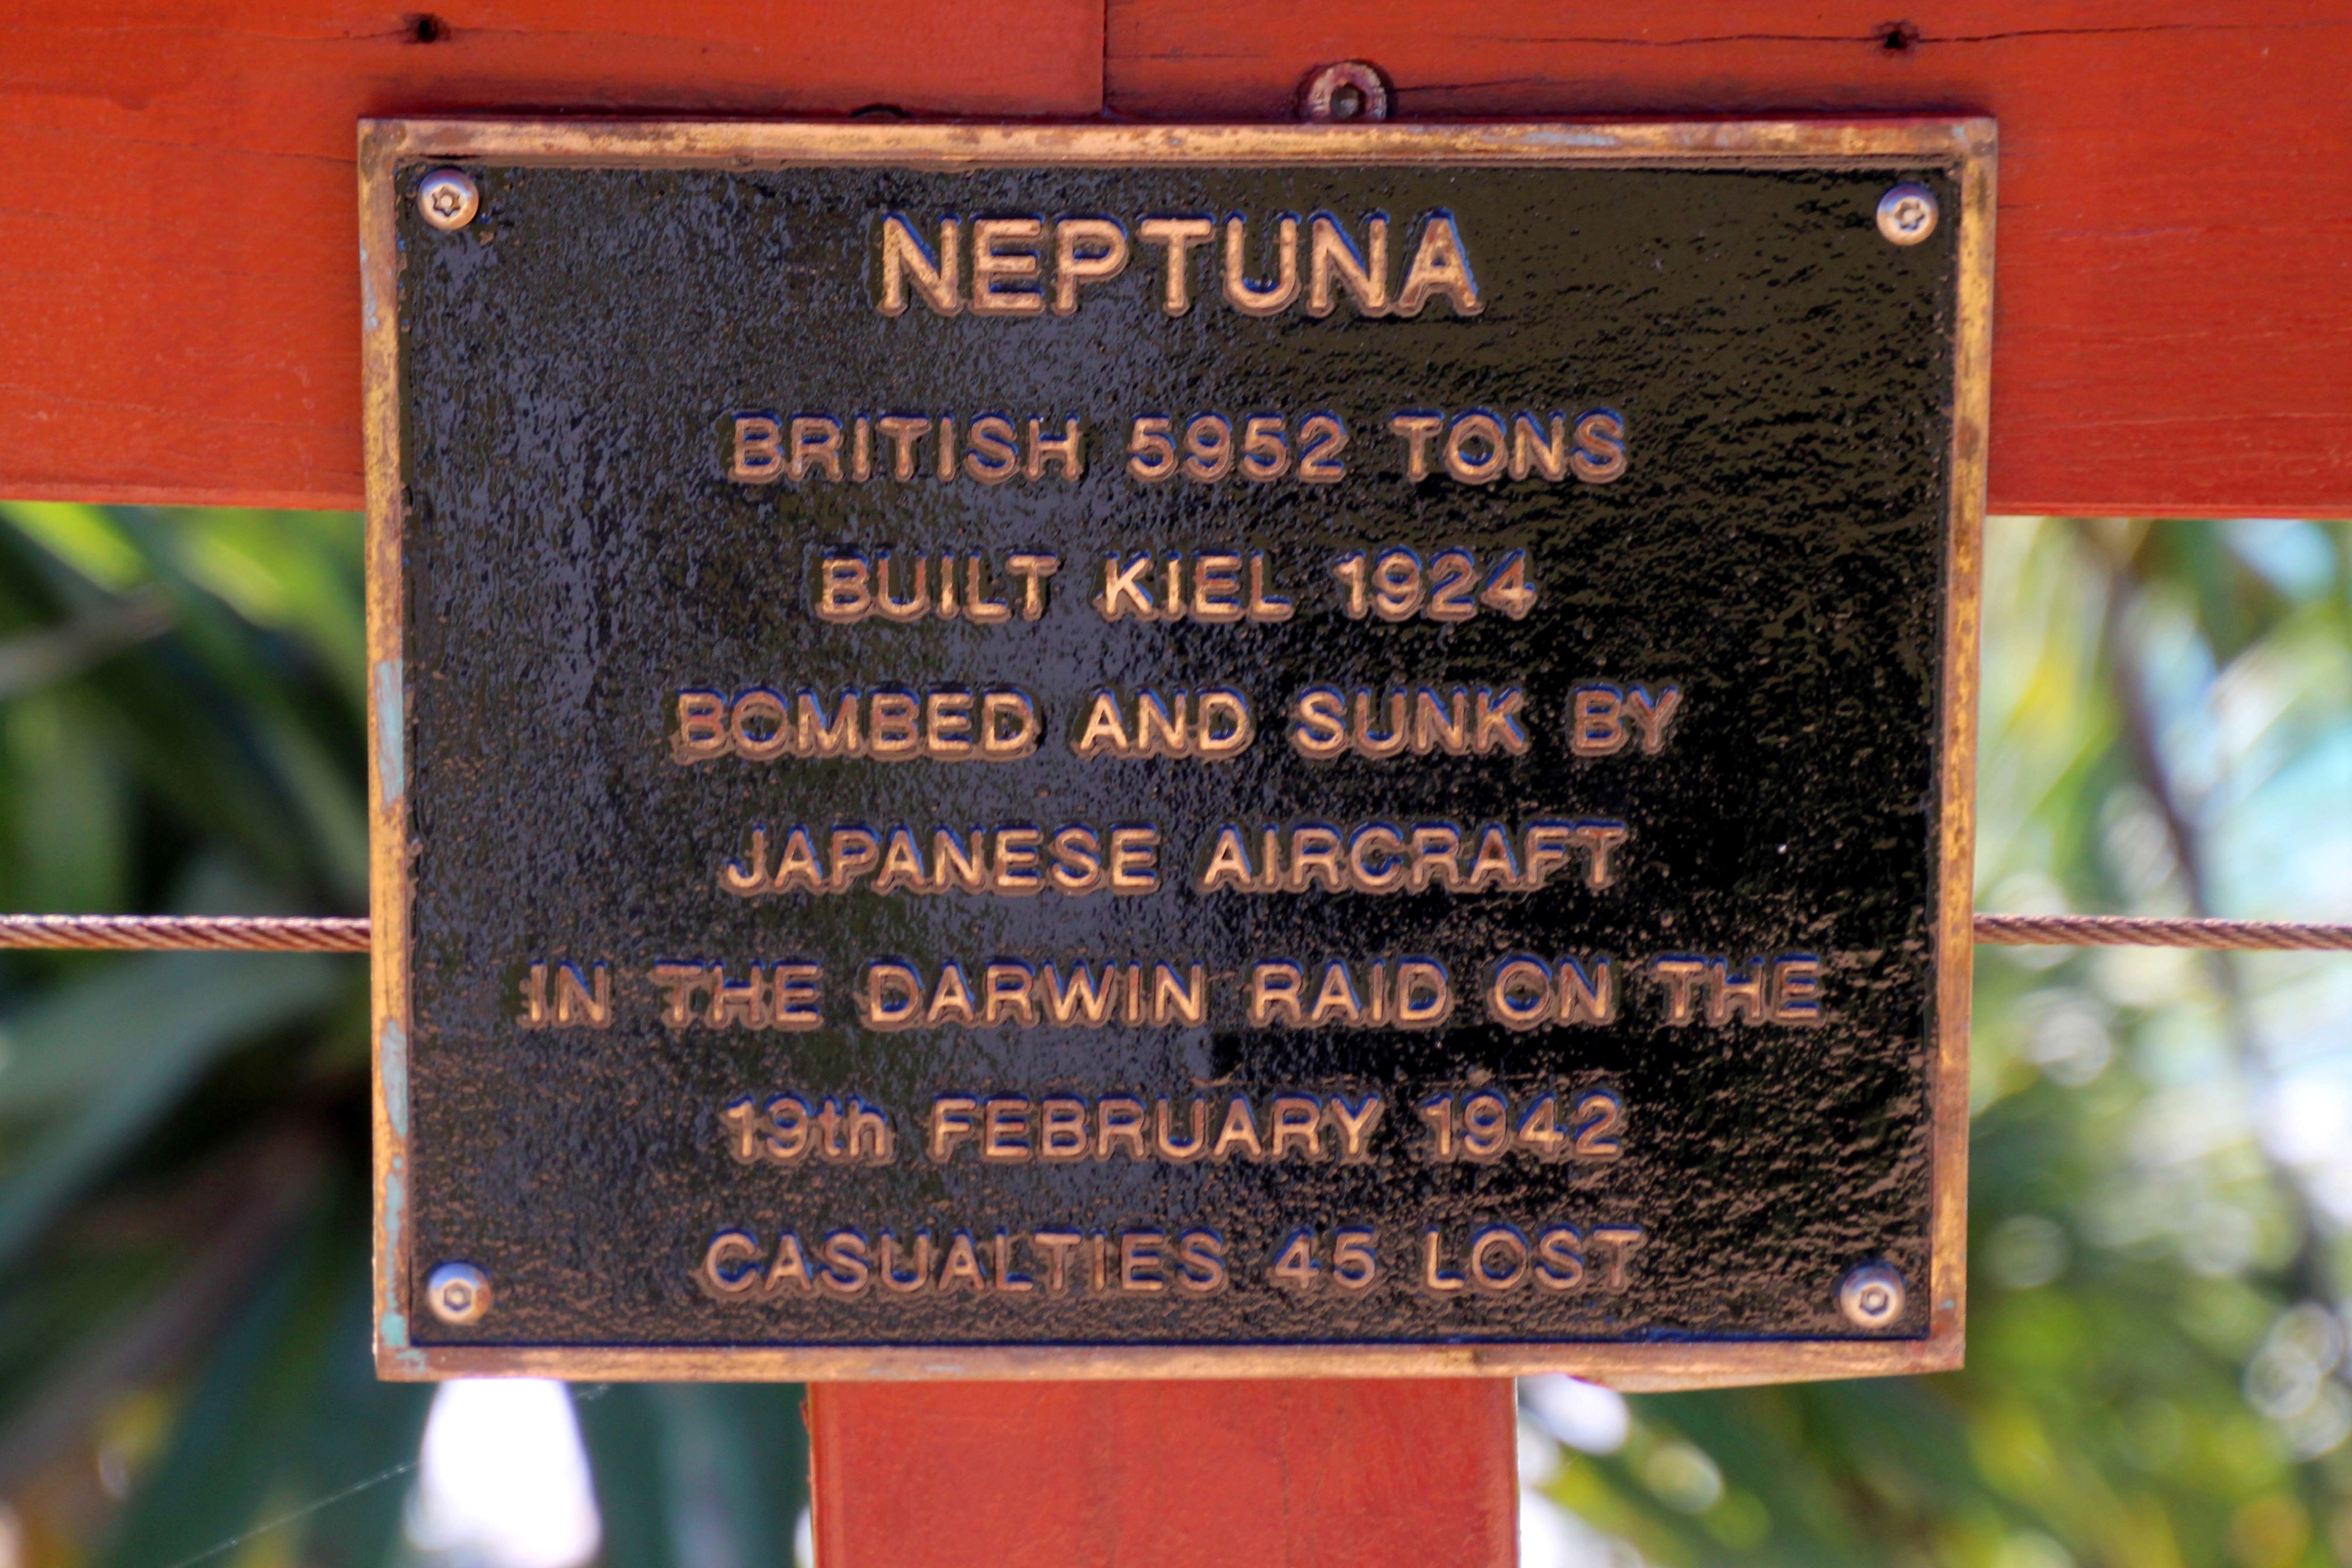 NEPTUNA
BRITISH 5952 TONS
BUILT KIEL 1924
BOMBED AND SUNK BY
JAPANESE AIRCRAFT
IN THE DARWIN RAID ON THE
19th FEBRUARY 1942
CASUALTIES 45 LOST